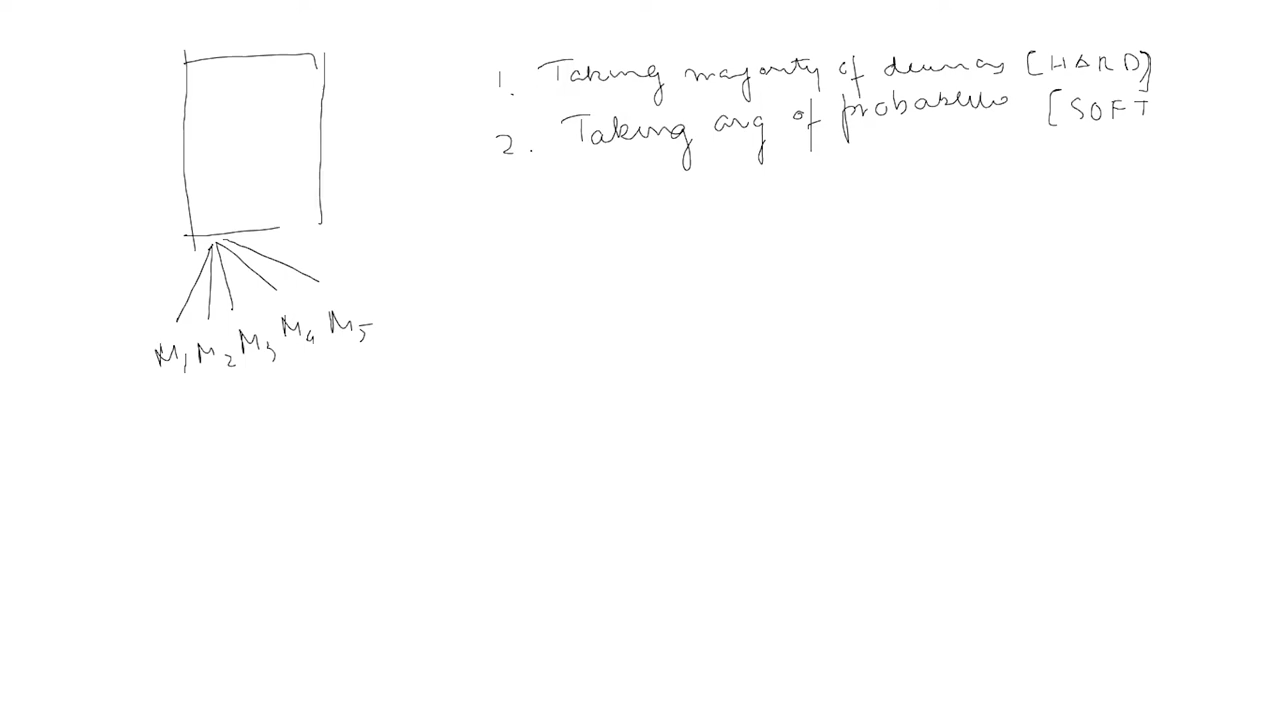 1. Taking majority of decisions [HARD]
2. Taking avg of probabilities [SOFT
M1 M2 M3 M4 M5